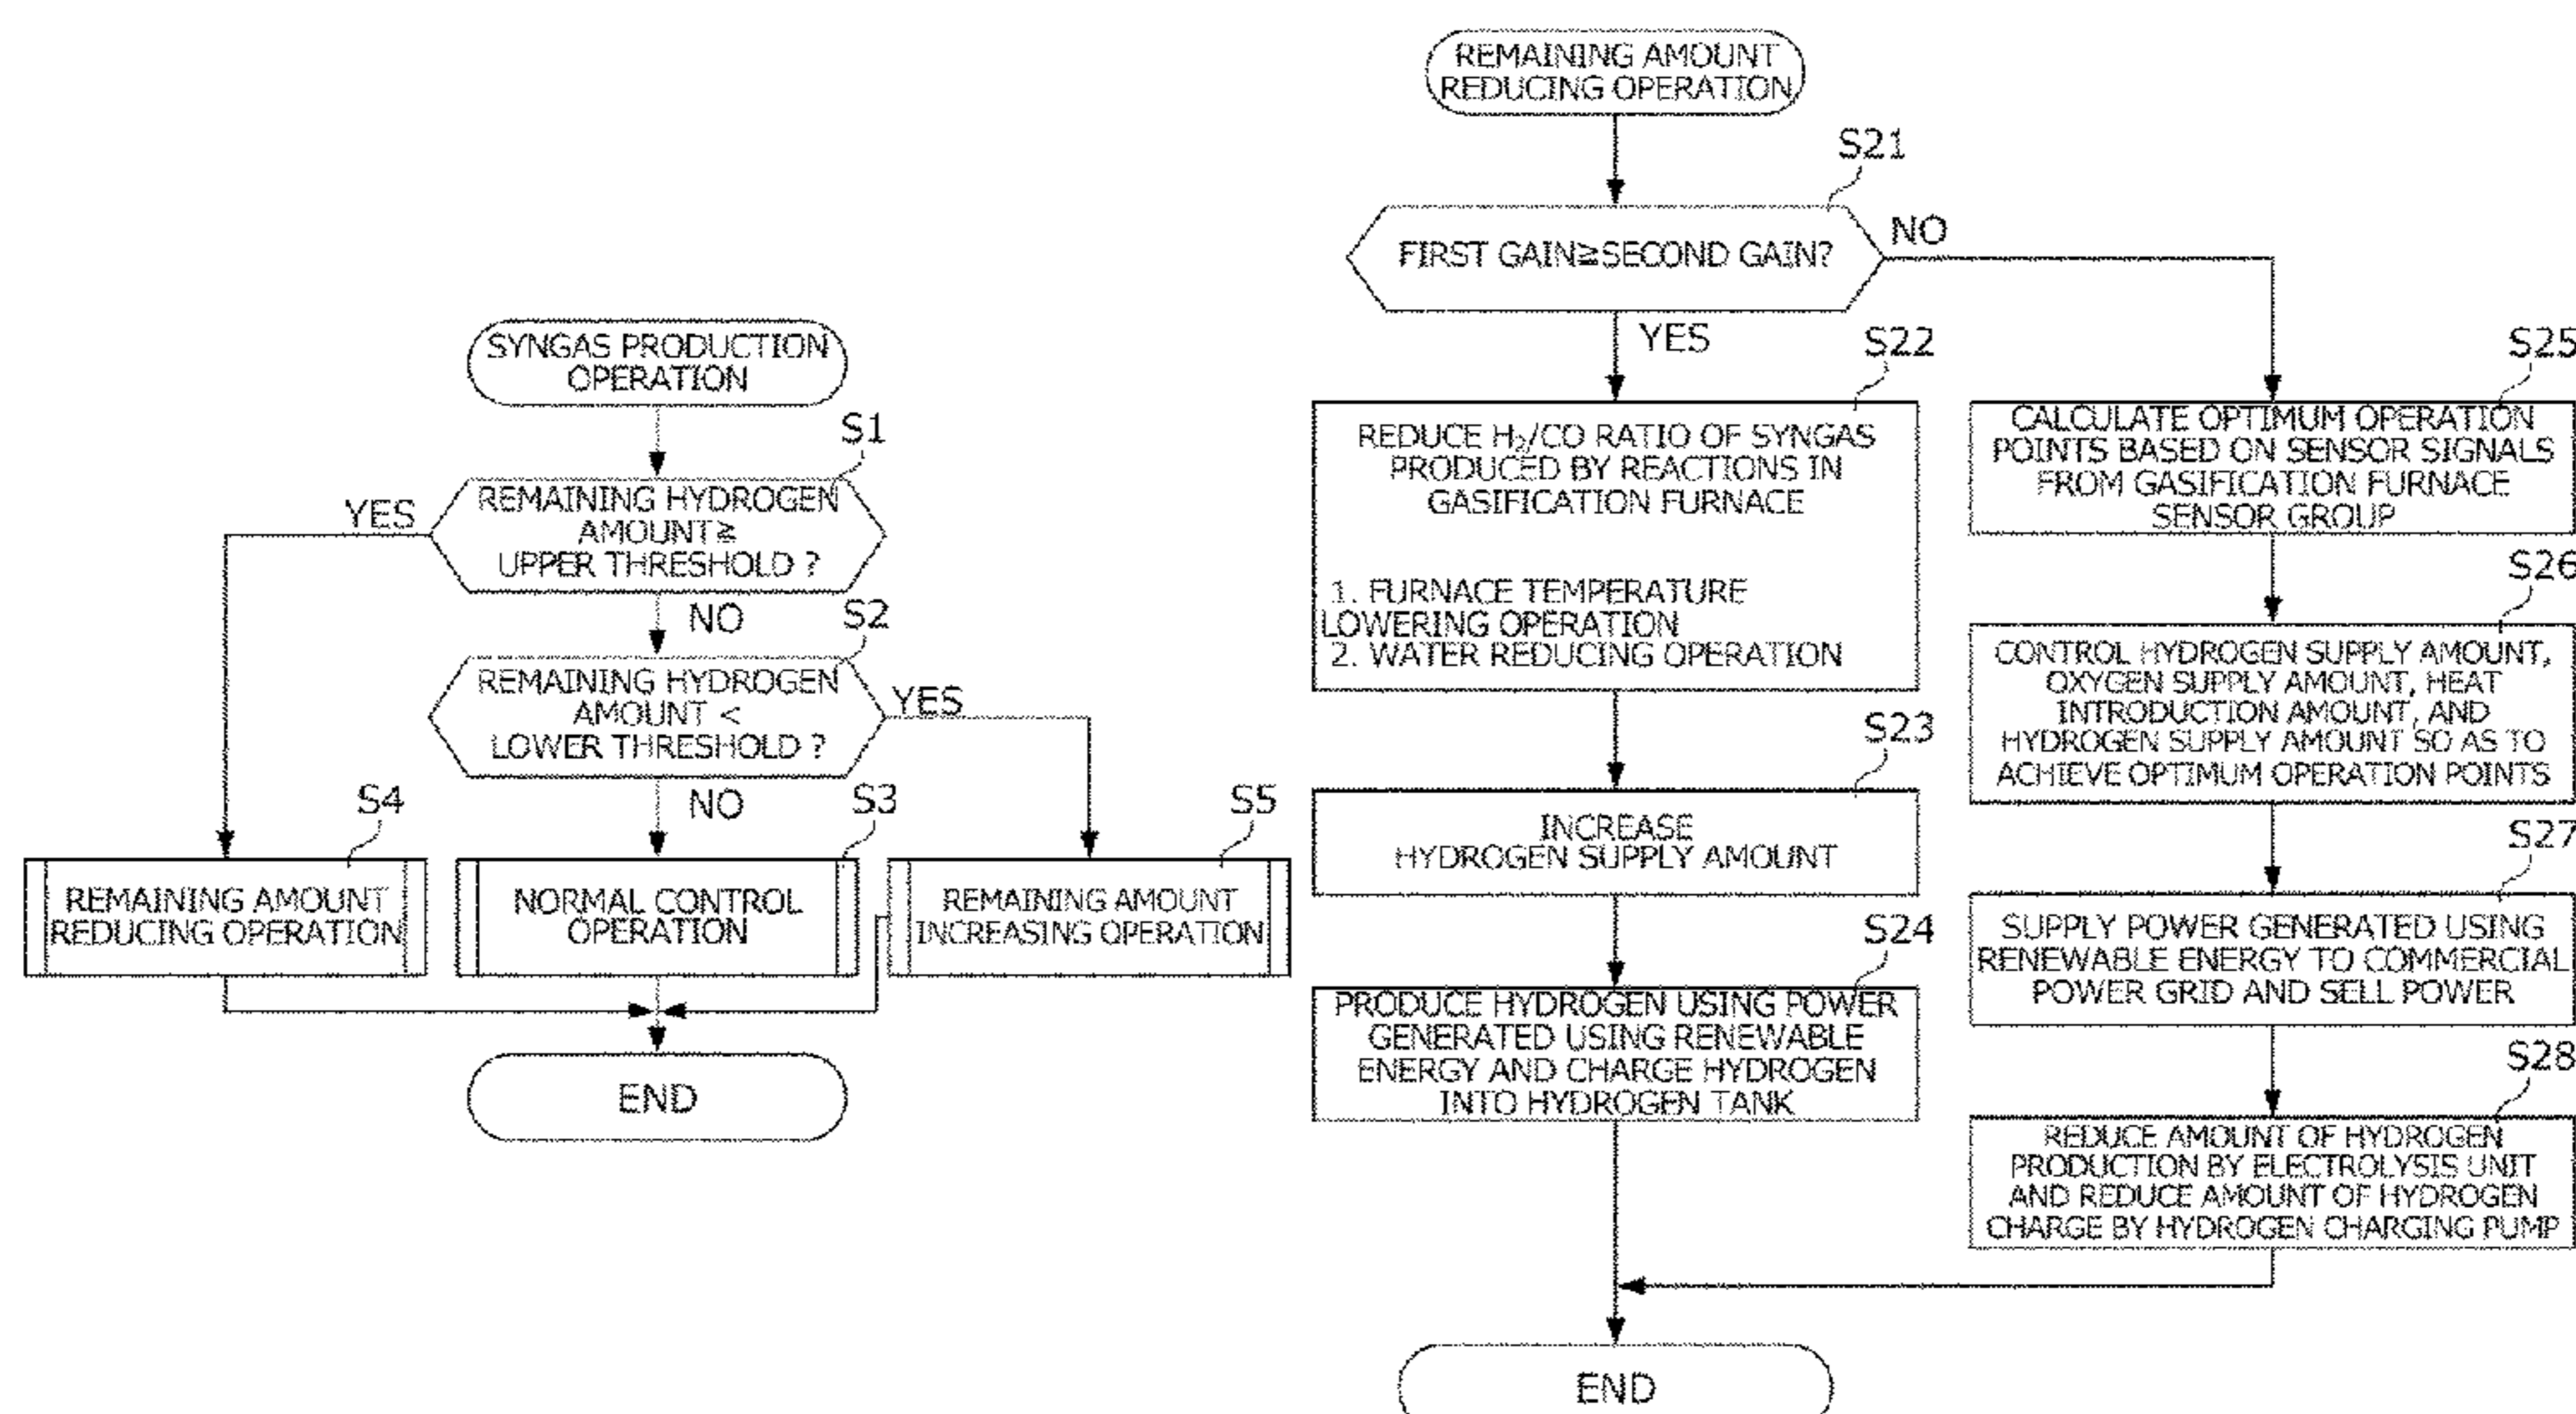 SYNGAS PRODUCTION
OPERATION
S1
REMAINING HYDROGEN
AMOUNT≧
UPPER THRESHOLD ?
YES
NO
S2
REMAINING HYDROGEN
AMOUNT <
LOWER THRESHOLD ?
YES
NO
S4
REMAINING AMOUNT
REDUCING OPERATION
S3
NORMAL CONTROL
OPERATION
S5
REMAINING AMOUNT
INCREASING OPERATION
END
REMAINING AMOUNT
REDUCING OPERATION
S21
FIRST GAIN≧SECOND GAIN?
NO
YES
S22
REDUCE H₂/CO RATIO OF SYNGAS
PRODUCED BY REACTIONS IN
GASIFICATION FURNACE
1. FURNACE TEMPERATURE
LOWERING OPERATION
2. WATER REDUCING OPERATION
S23
INCREASE
HYDROGEN SUPPLY AMOUNT
S24
PRODUCE HYDROGEN USING POWER
GENERATED USING RENEWABLE
ENERGY AND CHARGE HYDROGEN
INTO HYDROGEN TANK
S25
CALCULATE OPTIMUM OPERATION
POINTS BASED ON SENSOR SIGNALS
FROM GASIFICATION FURNACE
SENSOR GROUP
S26
CONTROL HYDROGEN SUPPLY AMOUNT,
OXYGEN SUPPLY AMOUNT, HEAT
INTRODUCTION AMOUNT, AND
HYDROGEN SUPPLY AMOUNT SO AS TO
ACHIEVE OPTIMUM OPERATION POINTS
S27
SUPPLY POWER GENERATED USING
RENEWABLE ENERGY TO COMMERCIAL
POWER GRID AND SELL POWER
S28
REDUCE AMOUNT OF HYDROGEN
PRODUCTION BY ELECTROLYSIS UNIT
AND REDUCE AMOUNT OF HYDROGEN
CHARGE BY HYDROGEN CHARGING PUMP
END